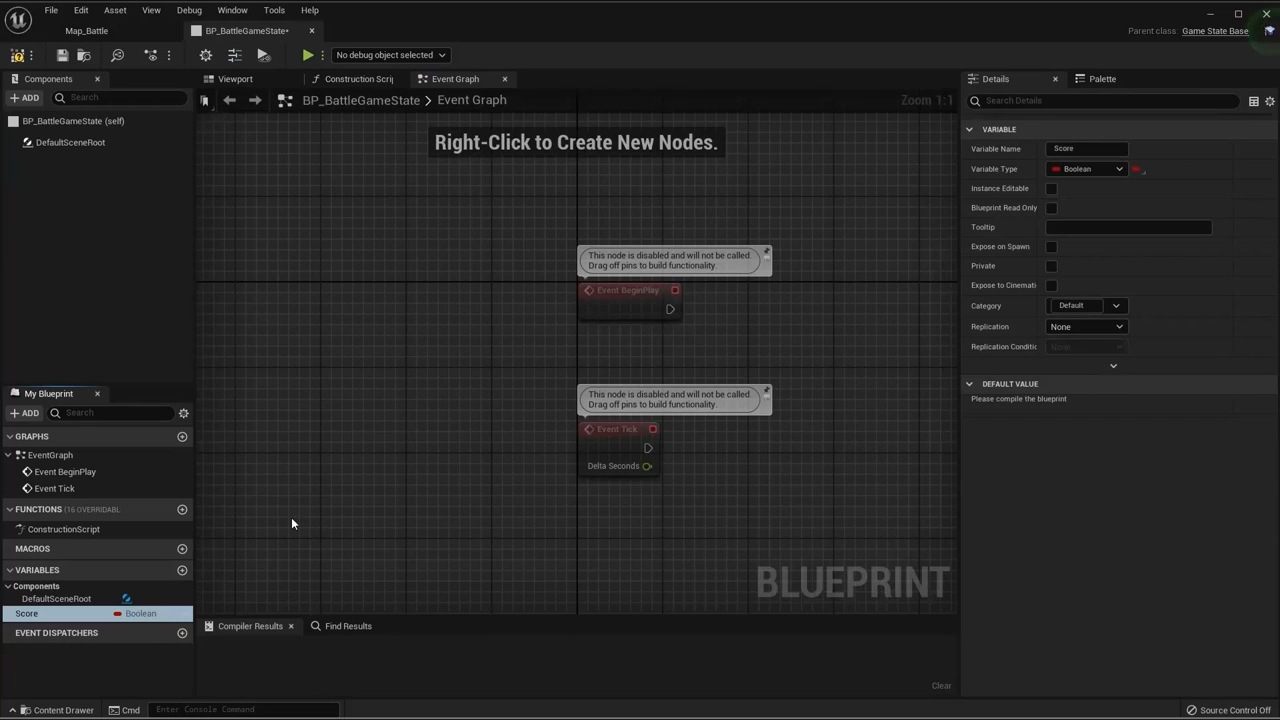 File Edit Asset View Debug Window Tools Help
Map_Battle
BP_BattleGameState•
Parent class: Game State Base
No debug object selected
Components
Viewport
Construction Scrip
Event Graph
Details
Palette
ADD
Search
BP_BattleGameState > Event Graph
Zoom 1:1
Search Details
BP_BattleGameState (self)
DefaultSceneRoot
Right-Click to Create New Nodes.
VARIABLE
Variable Name Score
Variable Type Boolean
Instance Editable
Blueprint Read Only
Tooltip
Expose on Spawn
Private
Expose to Cinemati
Category Default
Replication None
Replication Conditic None
DEFAULT VALUE
Please compile the blueprint
This node is disabled and will not be called.
Drag off pins to build functionality.
Event BeginPlay
This node is disabled and will not be called.
Drag off pins to build functionality.
Event Tick
Delta Seconds
My Blueprint
ADD
Search
GRAPHS
EventGraph
Event BeginPlay
Event Tick
FUNCTIONS (16 OVERRIDABL
ConstructionScript
MACROS
VARIABLES
Components
DefaultSceneRoot
Score Boolean
EVENT DISPATCHERS
BLUEPRINT
Compiler Results
Find Results
Clear
Content Drawer
Cmd
Enter Console Command
Source Control Off